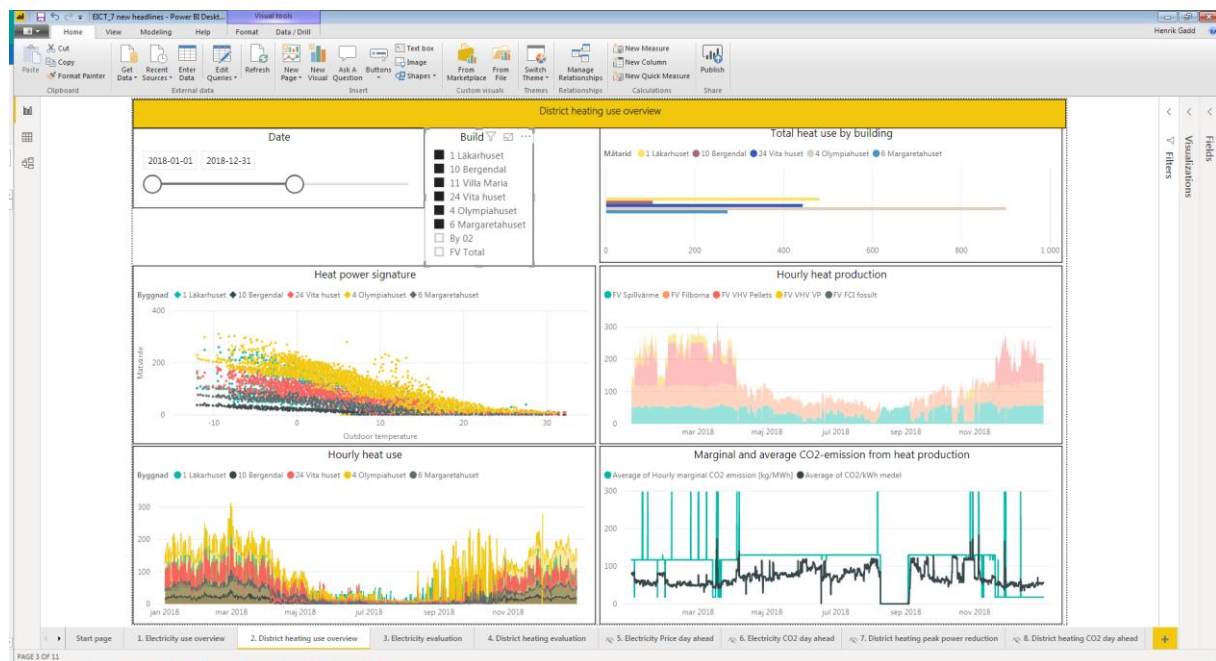 EICT_7 new headlines - Power BI Deskt...
Visual tools
Home View Modeling Help Format Data / Drill
Henrik Gadd
Paste
Cut
Copy
Format Painter
Get Data
Recent Sources
Enter Data
Edit Queries
Refresh
New Page
New Visual
Ask A Question
Buttons
Text box
Image
Shapes
From Marketplace
From File
Switch Theme
Manage Relationships
New Measure
New Column
New Quick Measure
Publish
Clipboard External data Insert Custom visuals Themes Relationships Calculations Share
District heating use overview
Date
2018-01-01 2018-12-31
Build
1 Läkarhuset
10 Bergendal
11 Villa Maria
24 Vita huset
4 Olympiahuset
6 Margaretahuset
By 02
FV Total
Total heat use by building
Mätarid 1 Läkarhuset 10 Bergendal 24 Vita huset 4 Olympiahuset 6 Margaretahuset
0 200 400 600 800 1 000
Filters
Visualizations
Fields
Heat power signature
Byggnad 1 Läkarhuset 10 Bergendal 24 Vita huset 4 Olympiahuset 6 Margaretahuset
400
200
0
Mätvärde
-10 0 10 20 30
Outdoor temperature
Hourly heat production
FV Spillvärme FV Filborna FV VHV Pellets FV VHV VP FV FCI fossilt
300
200
100
0
mar 2018 maj 2018 jul 2018 sep 2018 nov 2018
Hourly heat use
Byggnad 1 Läkarhuset 10 Bergendal 24 Vita huset 4 Olympiahuset 6 Margaretahuset
300
200
100
0
jan 2018 mar 2018 maj 2018 jul 2018 sep 2018 nov 2018
Marginal and average CO2-emission from heat production
Average of Hourly marginal CO2 emission [kg/MWh] Average of CO2/kWh medel
300
200
100
0
mar 2018 maj 2018 jul 2018 sep 2018 nov 2018
Start page 1. Electricity use overview 2. District heating use overview 3. Electricity evaluation 4. District heating evaluation 5. Electricity Price day ahead 6. Electricity CO2 day ahead 7. District heating peak power reduction 8. District heating CO2 day ahead
PAGE 3 OF 11